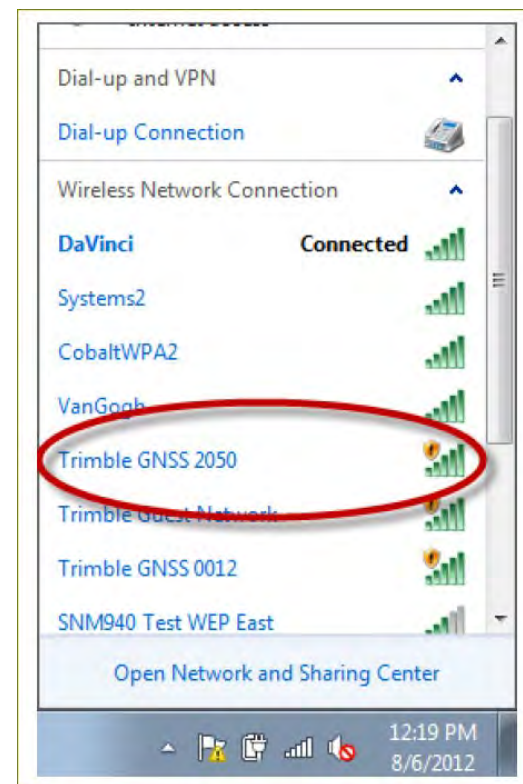 Dial-up and VPN
Dial-up Connection
Wireless Network Connection
DaVinci Connected
Systems2
CobaltWPA2
VanGogh
Trimble GNSS 2050
Trimble Guest Network
Trimble GNSS 0012
SNM940 Test WEP East
Open Network and Sharing Center
12:19 PM
8/6/2012